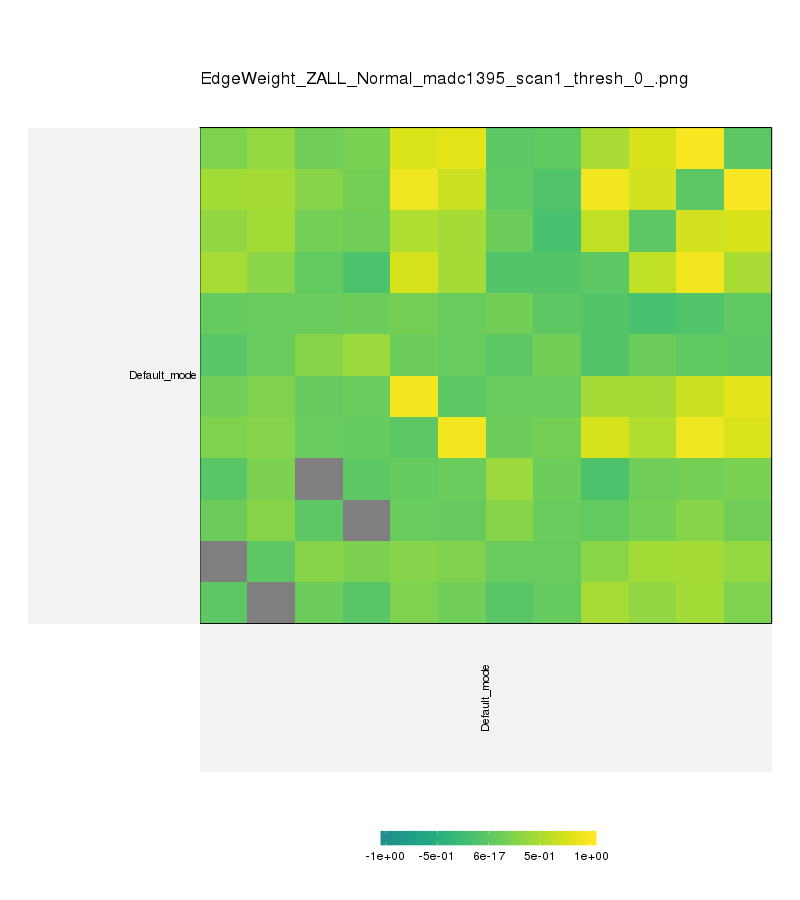 EdgeWeight_ZALL_Normal_madc1395_scan1_thresh_0_.png
Default_mode
Default_mode
-1e+00 -5e-01 6e-17 5e-01 1e+00